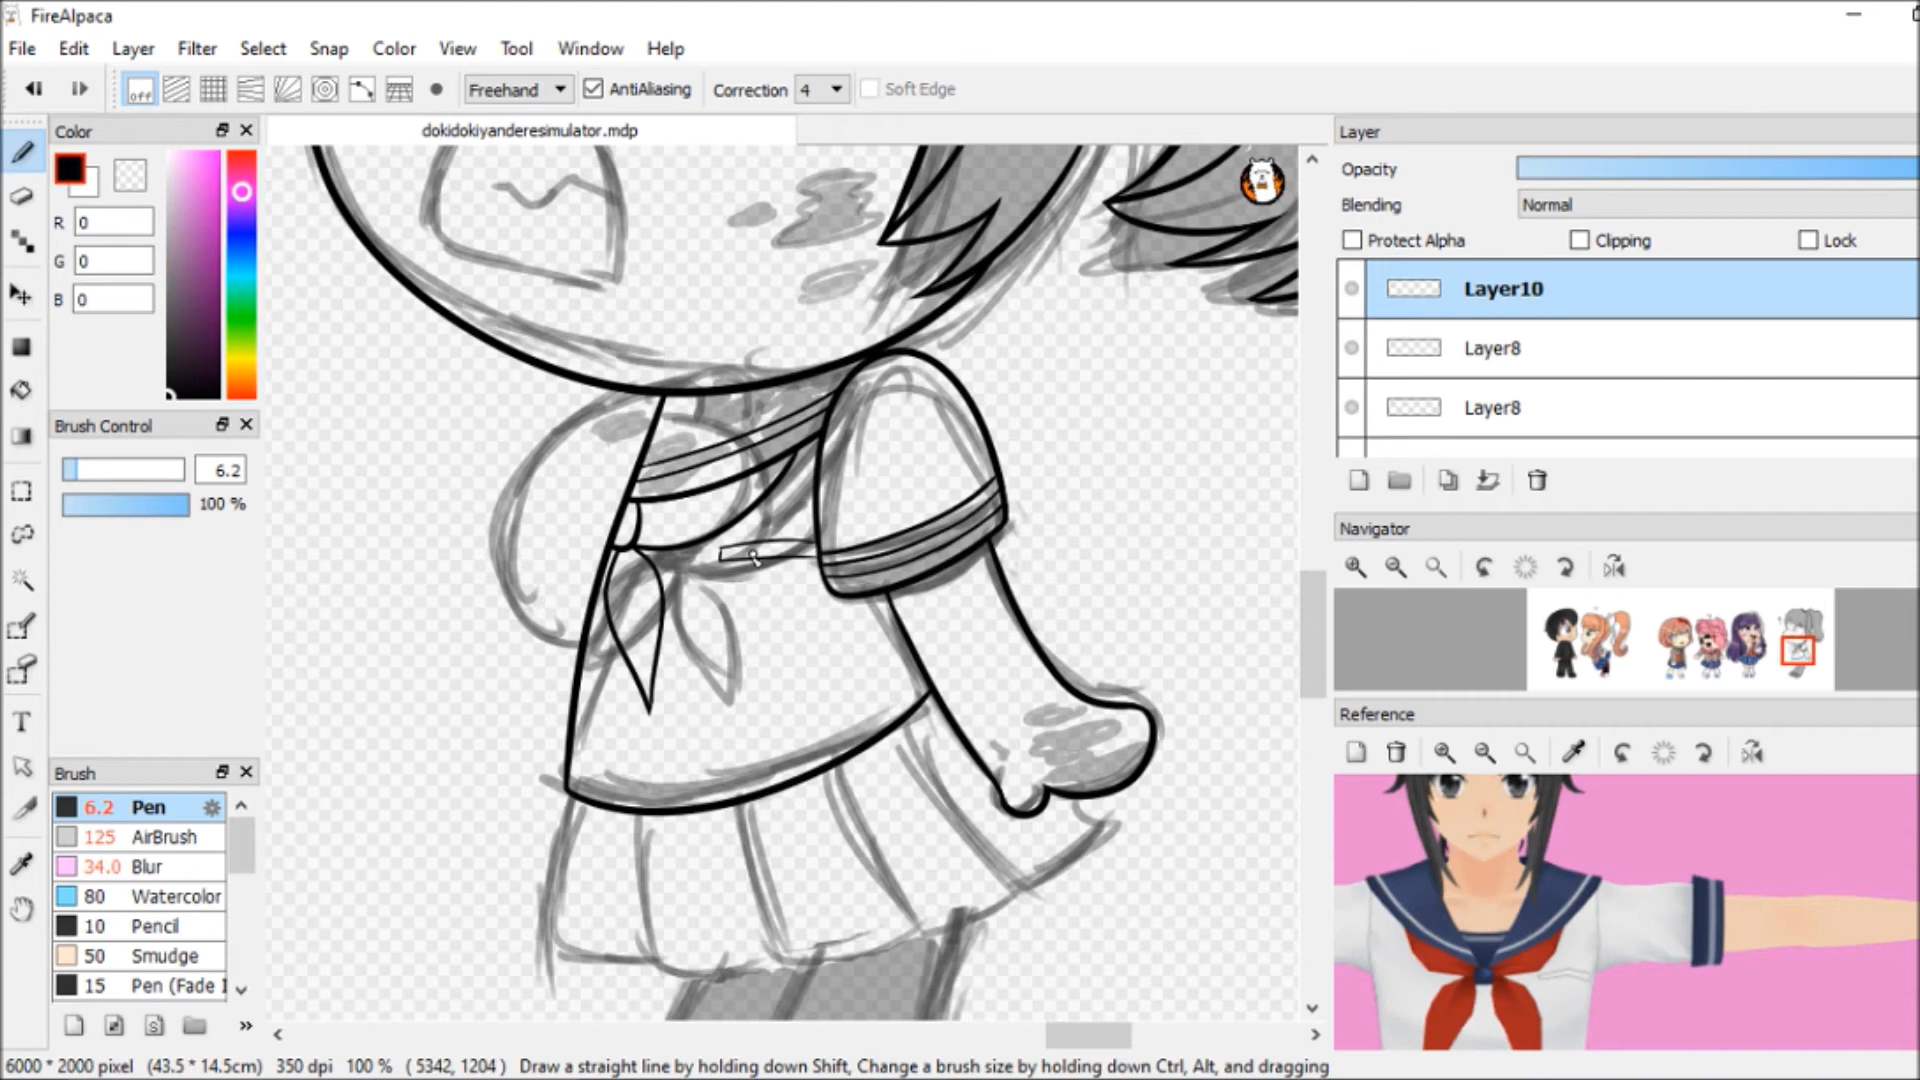 FireAlpaca
File Edit Layer Filter Select Snap Color View Tool Window Help
off Freehand AntiAliasing Correction 4 Soft Edge
Color
dokidokiyanderesimulator.mdp
Layer
R 0
G 0
B 0
Opacity
Blending Normal
Protect Alpha Clipping Lock
Layer10
Layer8
Layer8
Brush Control
6.2
100 %
Navigator
Reference
Brush
6.2 Pen
125 AirBrush
34.0 Blur
80 Watercolor
10 Pencil
50 Smudge
15 Pen (Fade I
T
S
6000 * 2000 pixel (43.5 * 14.5cm) 350 dpi 100 % ( 5342, 1204 ) Draw a straight line by holding down Shift, Change a brush size by holding down Ctrl, Alt, and dragging